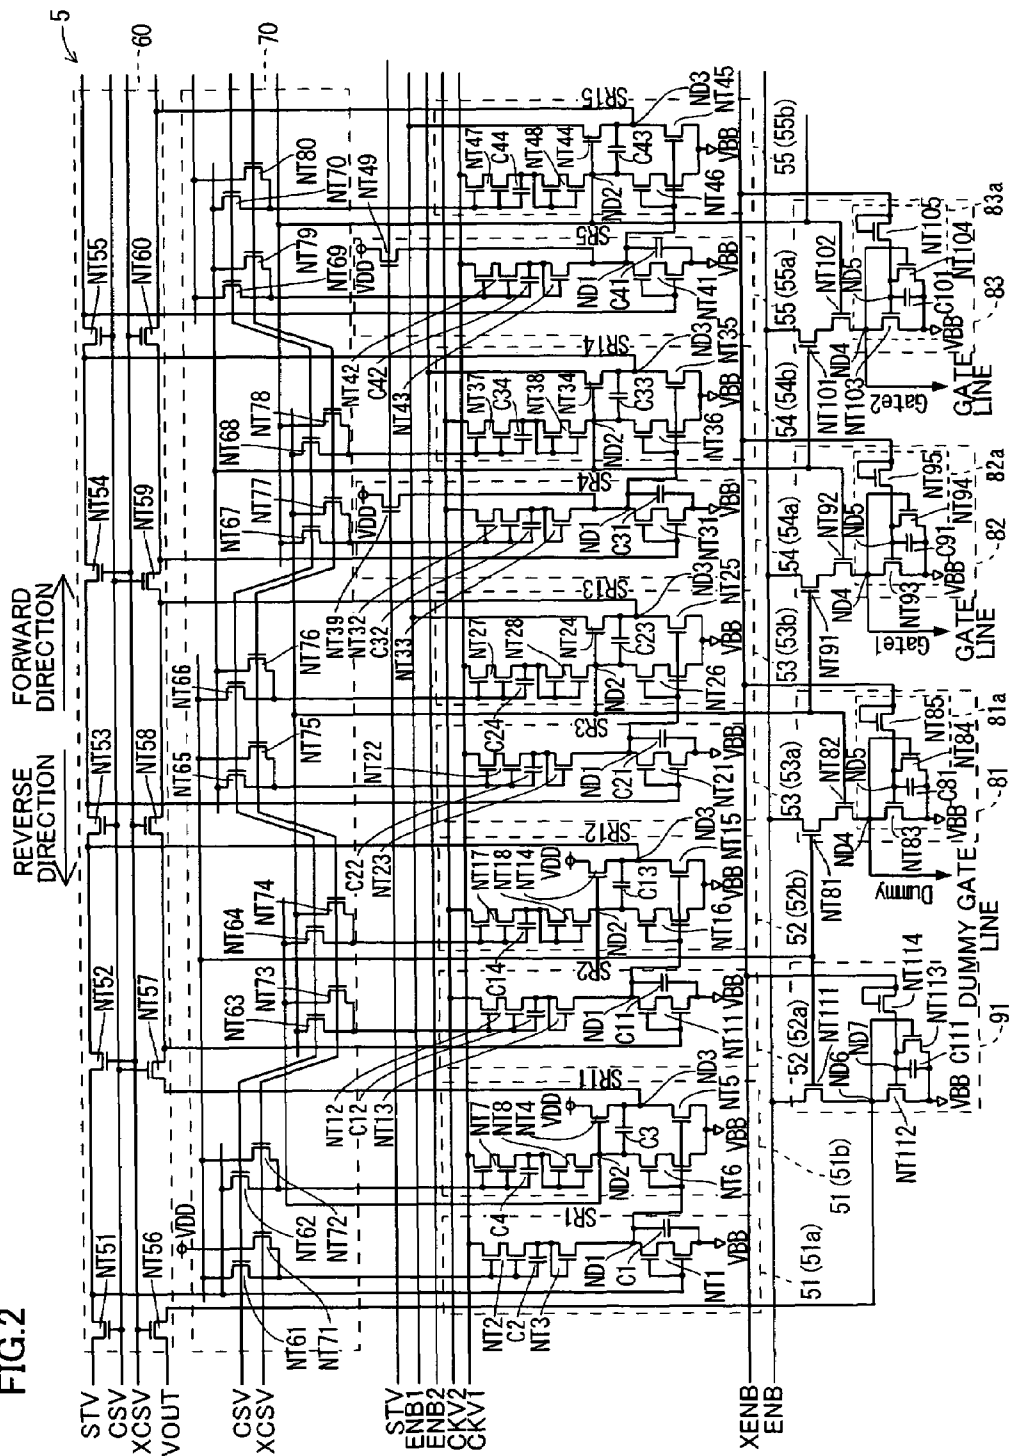 FIG.2
REVERSE
DIRECTION
FORWARD
DIRECTION
5
60
70
STV
CSV
XCSV
VOUT
NT51
NT56
NT52
NT57
NT53
NT58
NT54
NT59
NT55
NT60
VDD
CSV
XCSV
NT61
NT71
NT62
NT72
NT63
NT73
NT64
NT74
NT65
NT75
NT66
NT76
NT67
NT77
NT68
NT78
NT69
NT79
NT70
NT80
STV
ENB1
ENB2
CKV2
CKV1
NT2
C2
NT3
ND1
C1
NT1
VBB
SR1
51 (51a)
NT7
NT8
NT4
C4
VDD
ND2
C3
ND3
NT6
NT5
VBB
SR11
51 (51b)
NT12
C12
NT13
ND1
C11
NT11
VBB
SR2
52 (52a)
NT17
NT18
NT14
C14
VDD
ND2
C13
ND3
NT16
NT15
VBB
SR12
52 (52b)
NT22
C22
NT23
ND1
C21
NT21
VBB
SR3
53 (53a)
NT27
NT28
NT24
C24
C24
ND2
C23
ND3
NT26
NT25
VBB
SR13
53 (53b)
VDD
NT39
NT32
C32
NT33
ND1
C31
NT31
VBB
SR4
54 (54a)
NT37
C34
NT38
NT34
ND2
C33
ND3
NT36
NT35
VBB
SR14
54 (54b)
VDD
NT49
NT42
C42
NT43
ND1
C41
NT41
VBB
SR5
55 (55a)
NT47
C44
NT48
NT44
ND2
C43
ND3
NT46
NT45
VBB
SR15
55 (55b)
XENB
ENB
NT111
ND6
ND7
NT112
VBB
C111
NT113
NT114
91
NT81
NT82
ND4
ND5
NT83
VBB
C81
NT84
NT85
81
81a
Dummy
DUMMY GATE
LINE
NT91
NT92
ND4
ND5
NT93
VBB
C91
NT94
NT95
82
82a
Gate1
GATE
LINE
NT101
NT102
ND4
ND5
NT103
VBB
C101
NT104
NT105
83
83a
Gate2
GATE
LINE